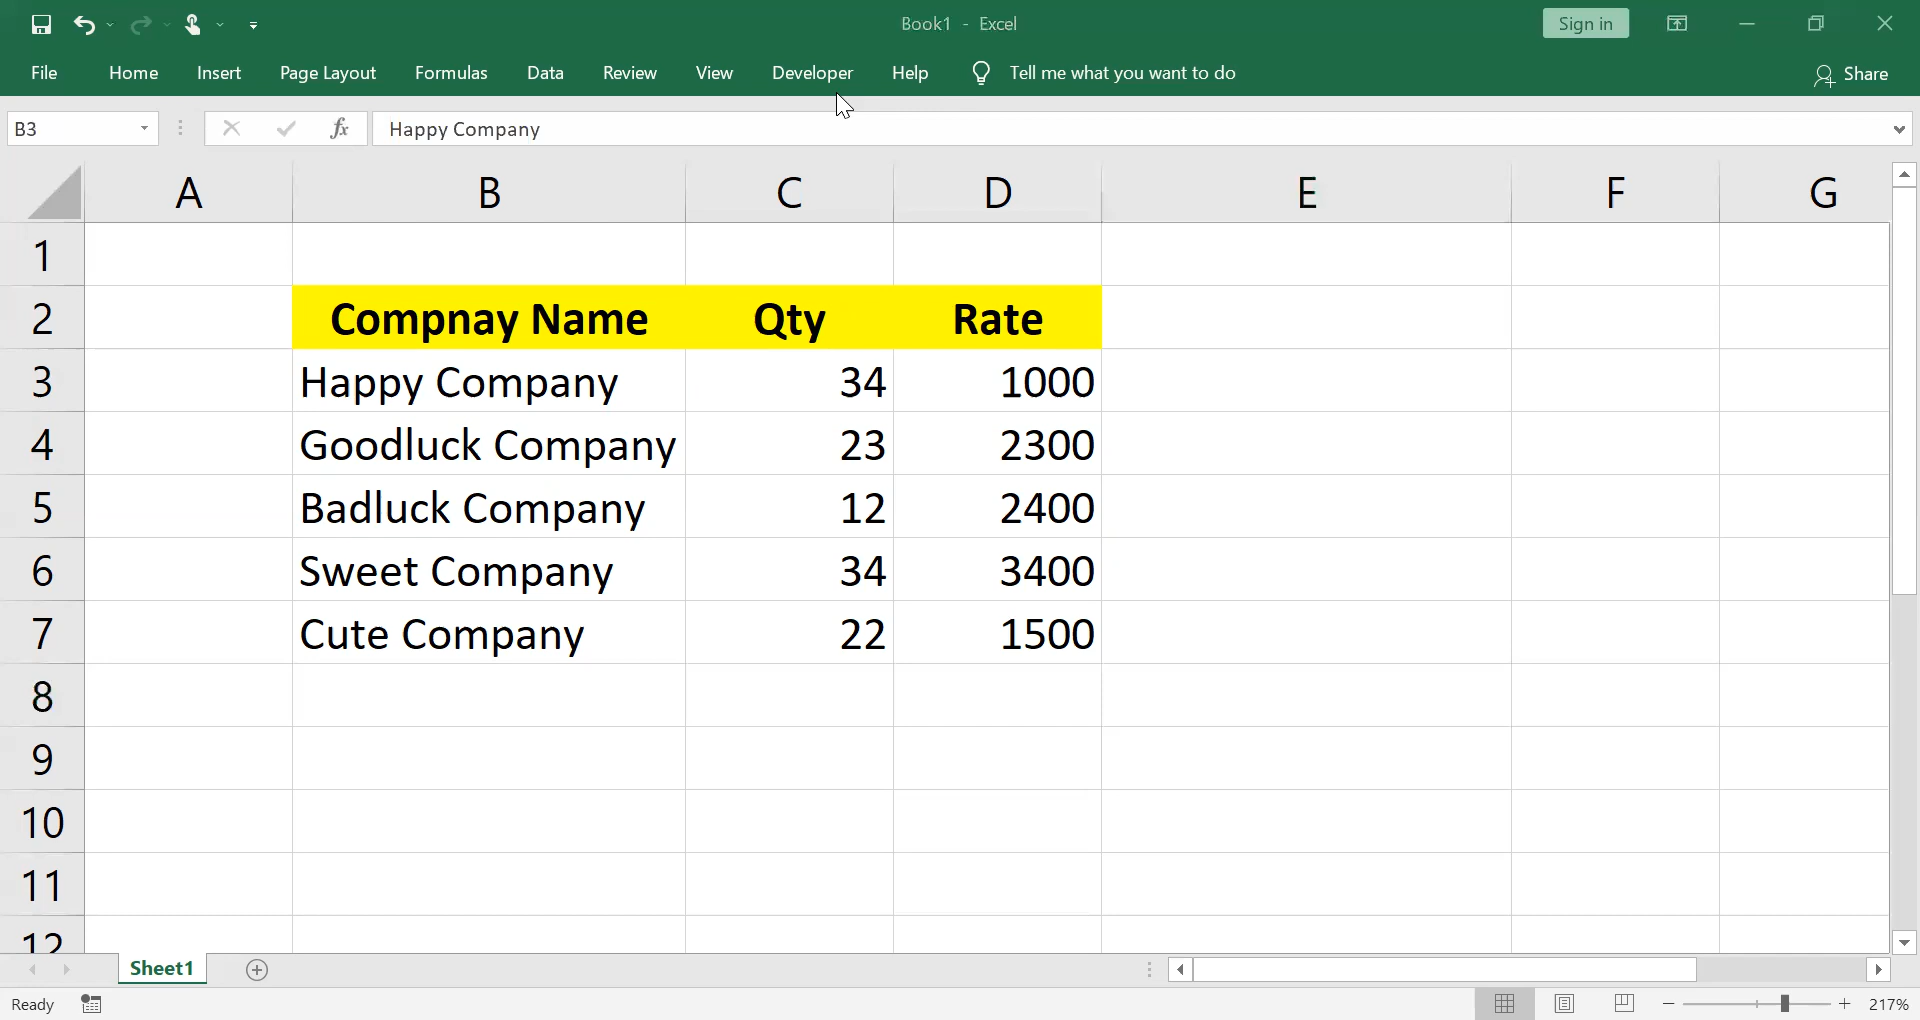 Book1 - Excel
Sign in
File Home Insert Page Layout Formulas Data Review View Developer Help Tell me what you want to do Share
B3 fx Happy Company
A B C D E F G
1
2 Compnay Name Qty Rate
3 Happy Company 34 1000
4 Goodluck Company 23 2300
5 Badluck Company 12 2400
6 Sweet Company 34 3400
7 Cute Company 22 1500
8
9
10
11
12
Sheet1
Ready 217%